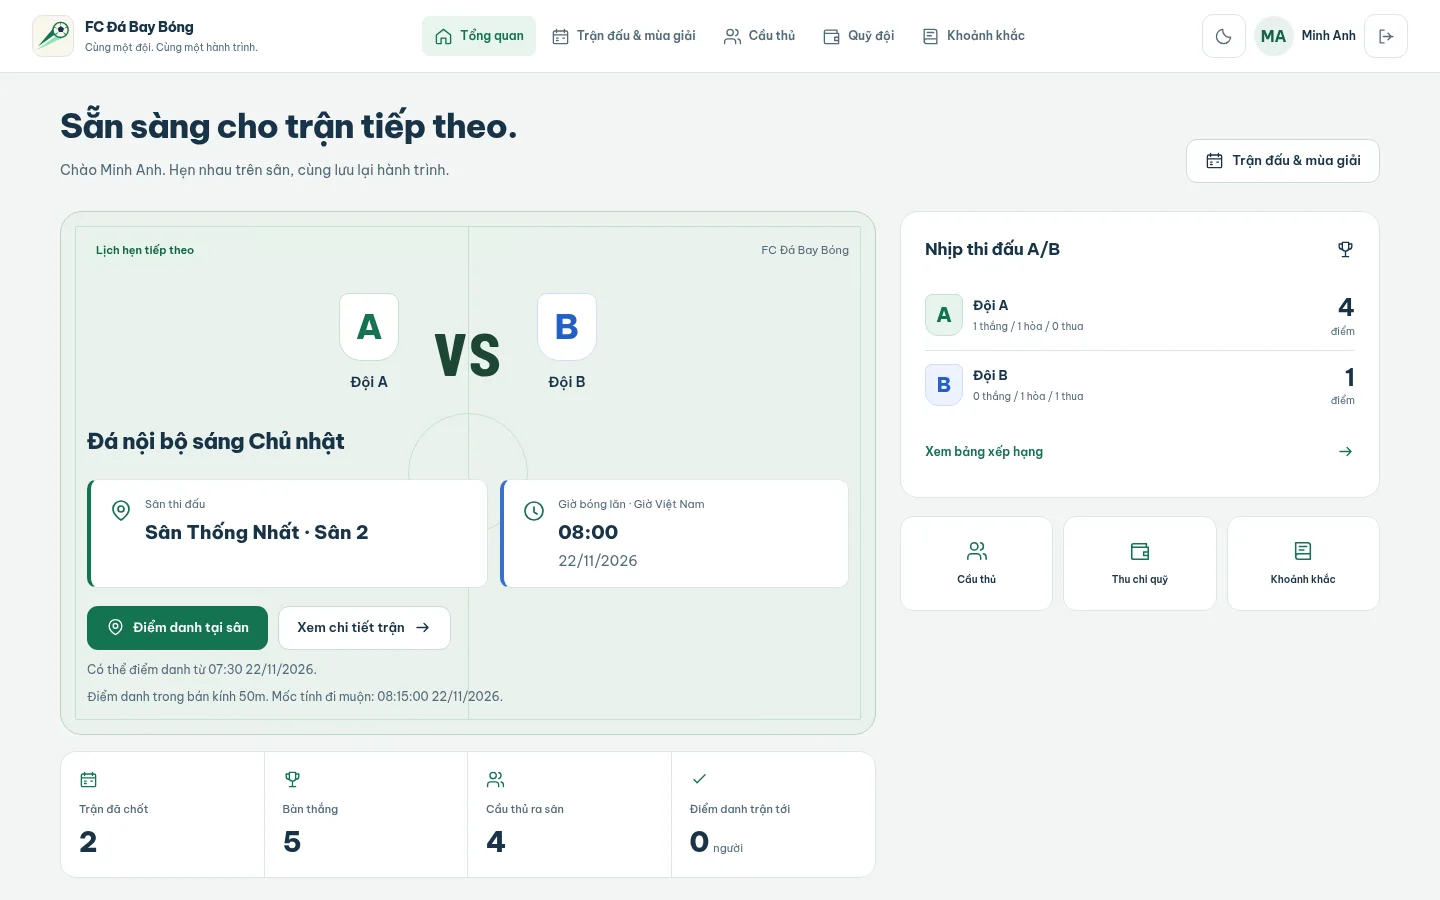 FC Đá Bay Bóng
Cùng một đội. Cùng một hành trình.
Tổng quan
Trận đấu & mùa giải
Cầu thủ
Quỹ đội
Khoảnh khắc
MA
Minh Anh
Sẵn sàng cho trận tiếp theo.
Chào Minh Anh. Hẹn nhau trên sân, cùng lưu lại hành trình.
Trận đấu & mùa giải
Lịch hẹn tiếp theo
FC Đá Bay Bóng
A
VS
B
Đội A
Đội B
Đá nội bộ sáng Chủ nhật
Sân thi đấu
Sân Thống Nhất · Sân 2
Giờ bóng lăn · Giờ Việt Nam
08:00
22/11/2026
Điểm danh tại sân
Xem chi tiết trận
Có thể điểm danh từ 07:30 22/11/2026.
Điểm danh trong bán kính 50m. Mốc tính đi muộn: 08:15:00 22/11/2026.
Trận đã chốt
2
Bàn thắng
5
Cầu thủ ra sân
4
Điểm danh trận tới
0 người
Nhịp thi đấu A/B
A
Đội A
1 thắng / 1 hòa / 0 thua
4
điểm
B
Đội B
0 thắng / 1 hòa / 1 thua
1
điểm
Xem bảng xếp hạng
Cầu thủ
Thu chi quỹ
Khoảnh khắc